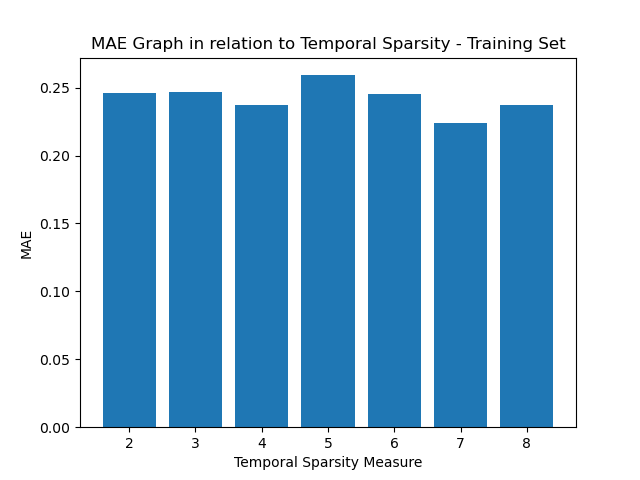 MAE Graph in relation to Temporal Sparsity - Training Set
0.25
0.20
0.15
0.10
0.05
0.00
MAE
2 3 4 5 6 7 8
Temporal Sparsity Measure